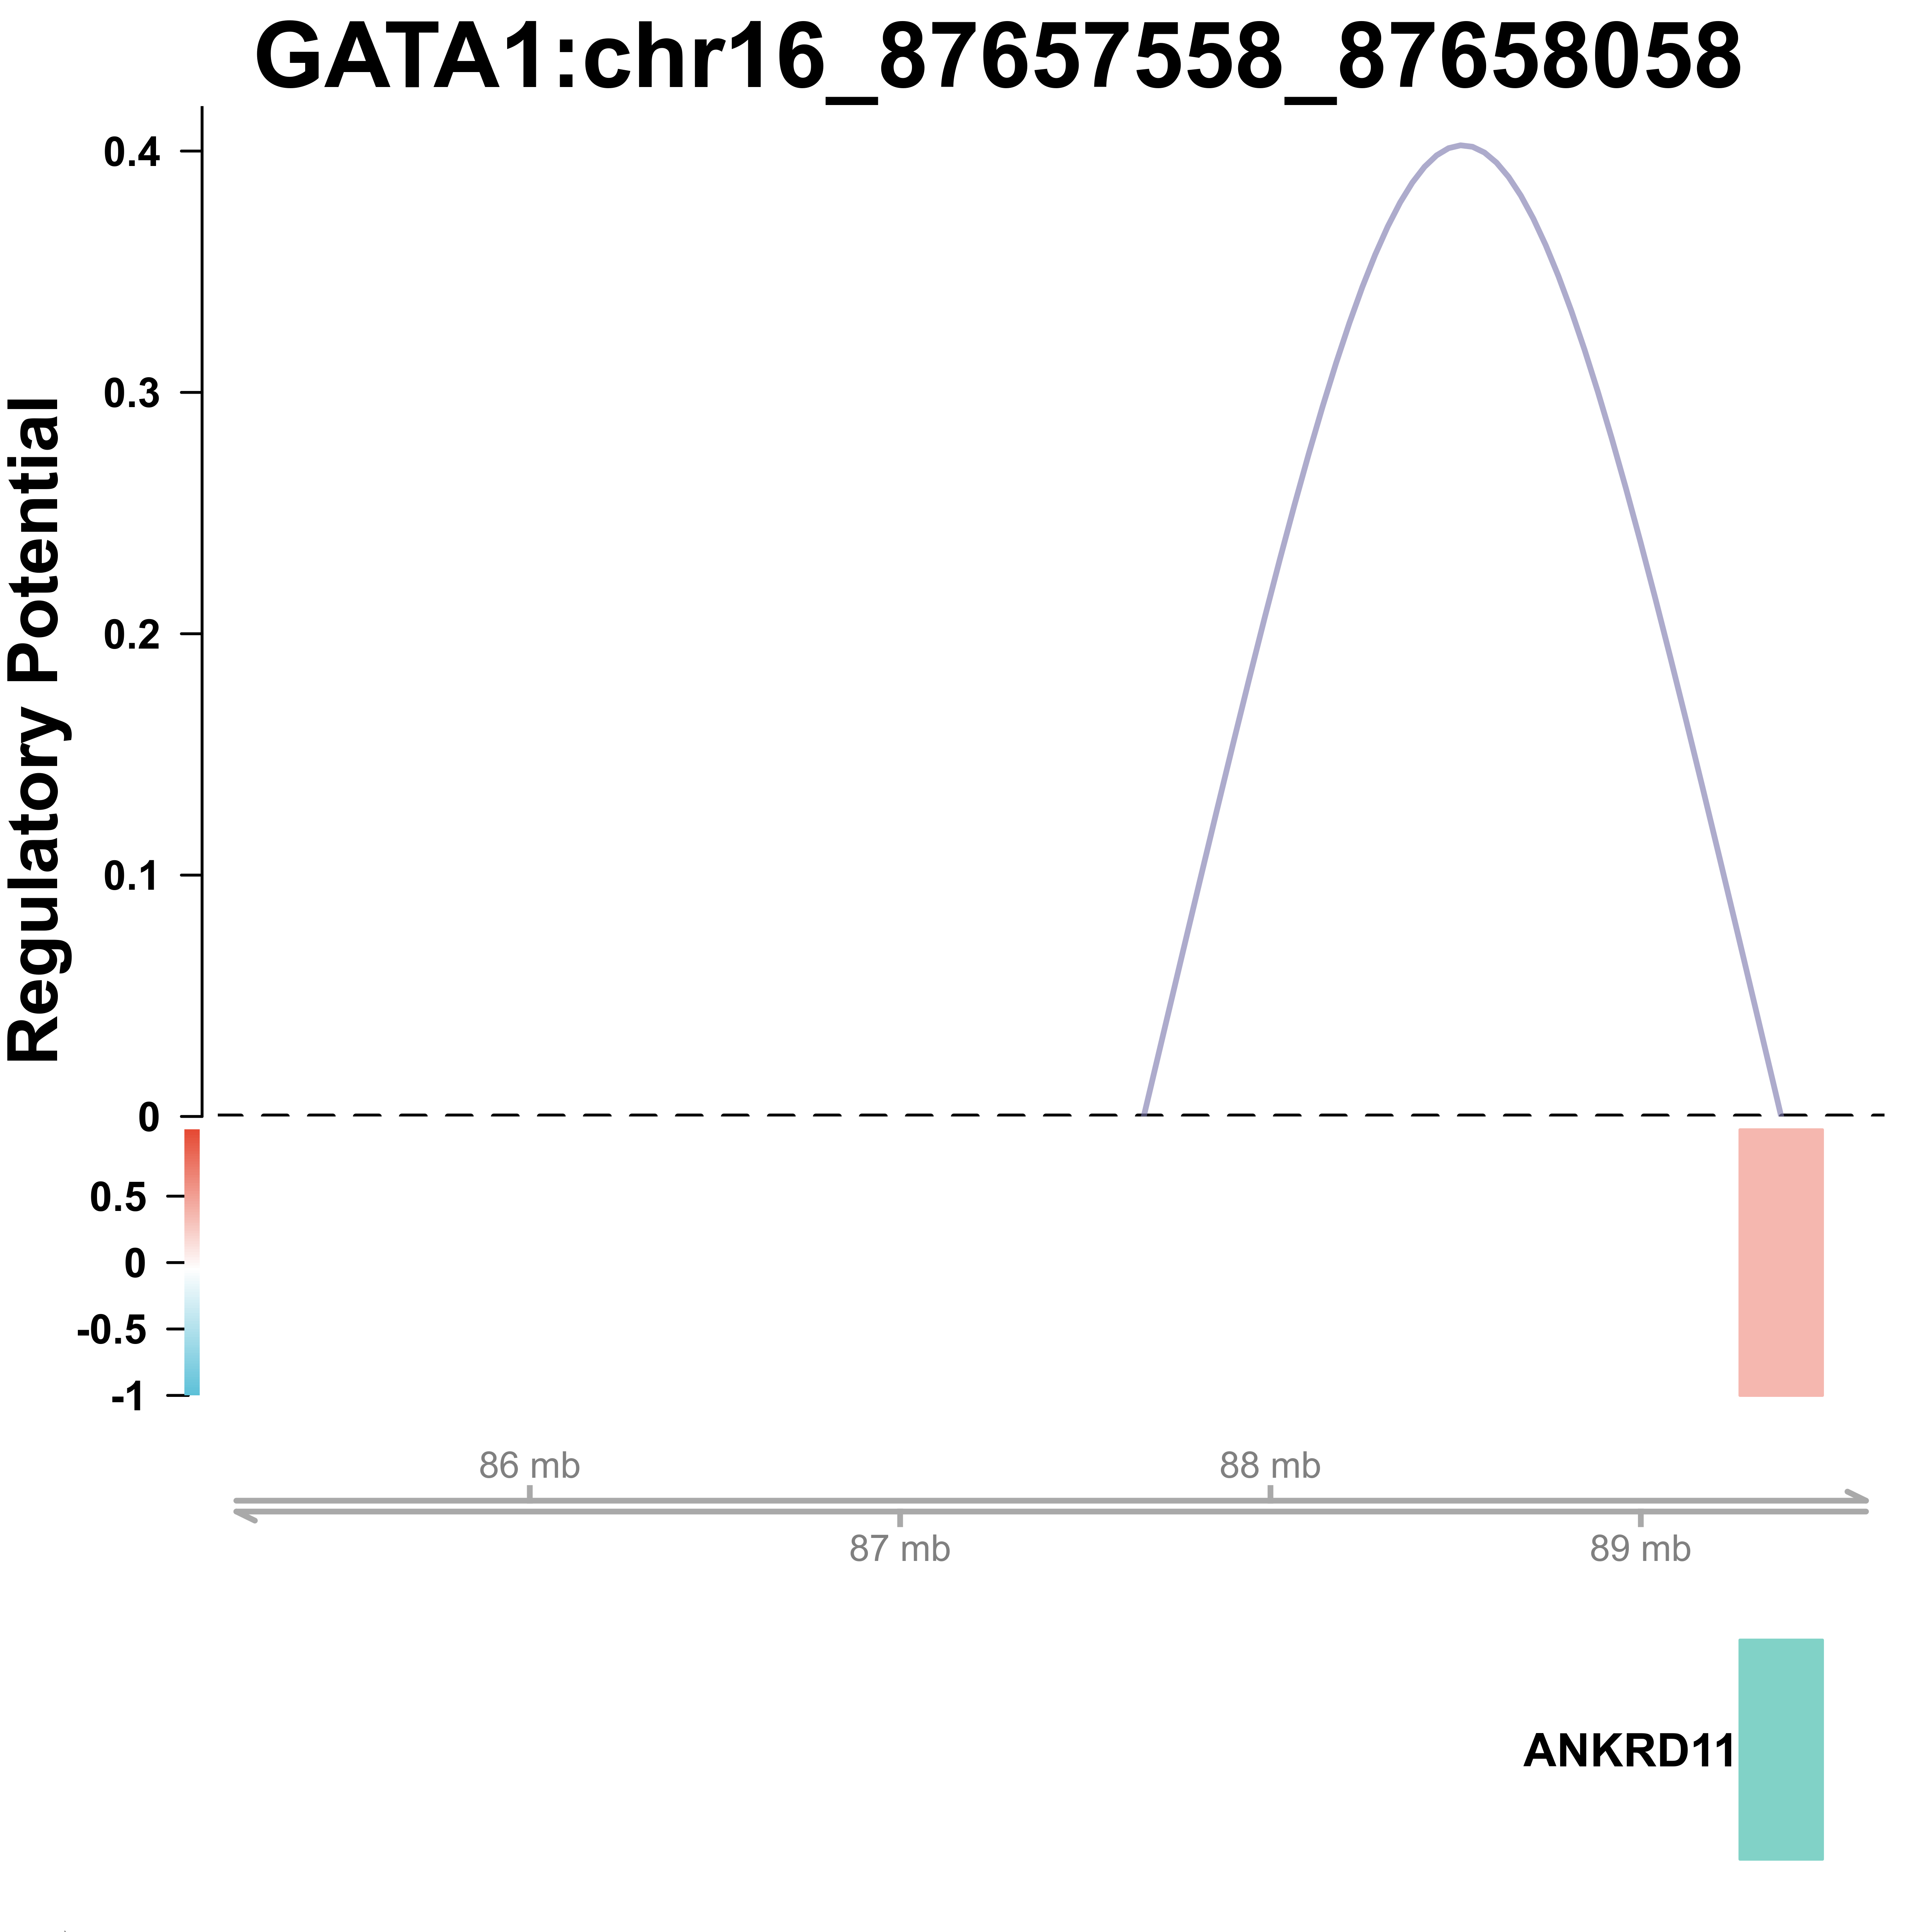 GATA1:chr16_87657558_87658058
Regulatory Potential
0.4
0.3
0.2
0.1
0
0.5
0
-0.5
-1
86 mb
88 mb
87 mb
89 mb
ANKRD11